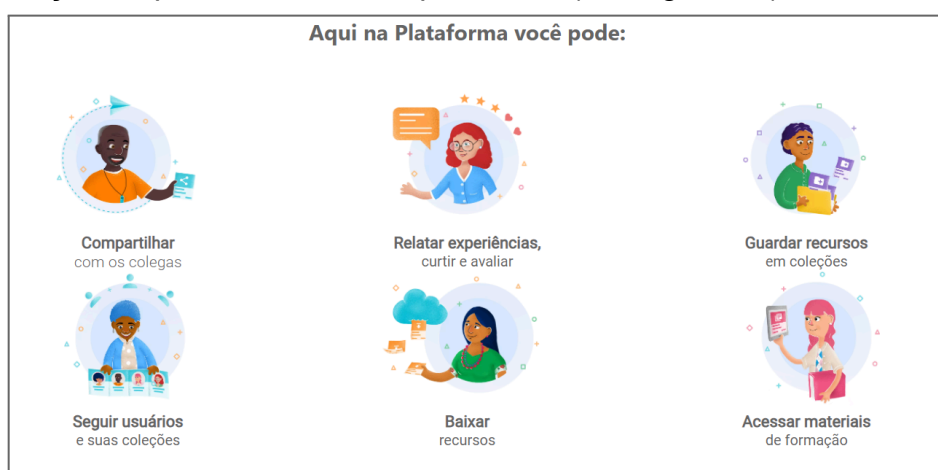 Aqui na Plataforma você pode:
Compartilhar
com os colegas
Relatar experiências,
curtir e avaliar
Guardar recursos
em coleções
Seguir usuários
e suas coleções
Baixar
recursos
Acessar materiais
de formação